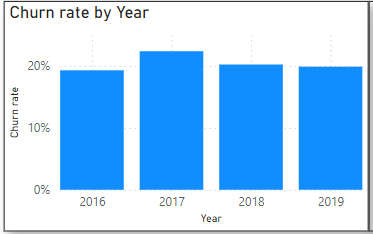 Churn rate by Year
Churn rate
20%
10%
0%
2016 2017 2018 2019
Year